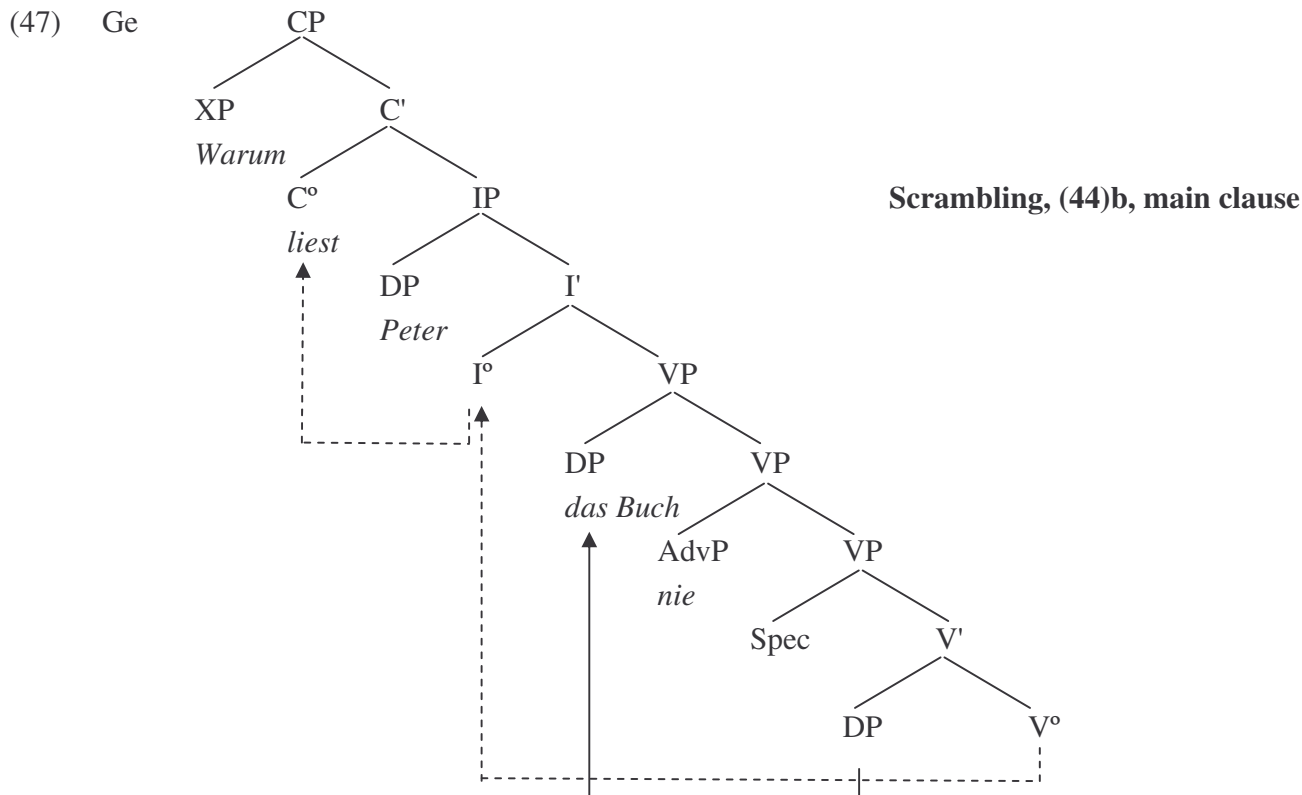 (47) Ge CP
XP C'
Warum
Cº IP Scrambling, (44)b, main clause
liest
DP I'
Peter
Iº VP
DP VP
das Buch
AdvP VP
nie
Spec V'
DP Vº